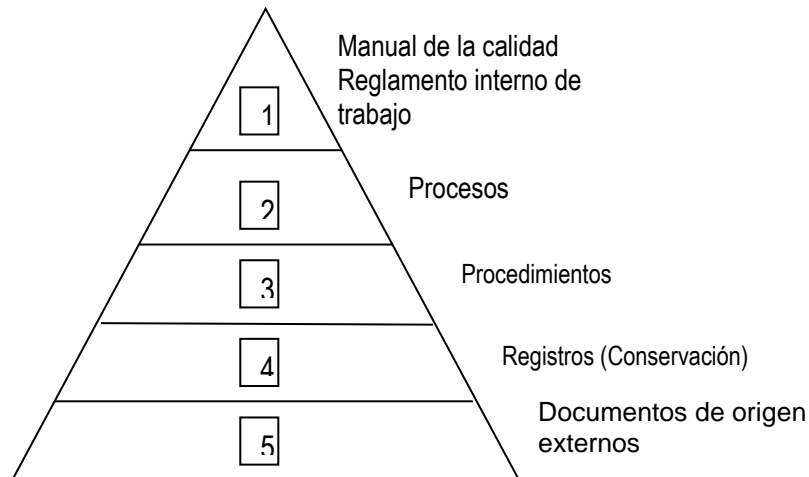 Manual de la calidad
Reglamento interno de
trabajo
1
Procesos
2
Procedimientos
3
Registros (Conservación)
4
Documentos de origen
externos
5